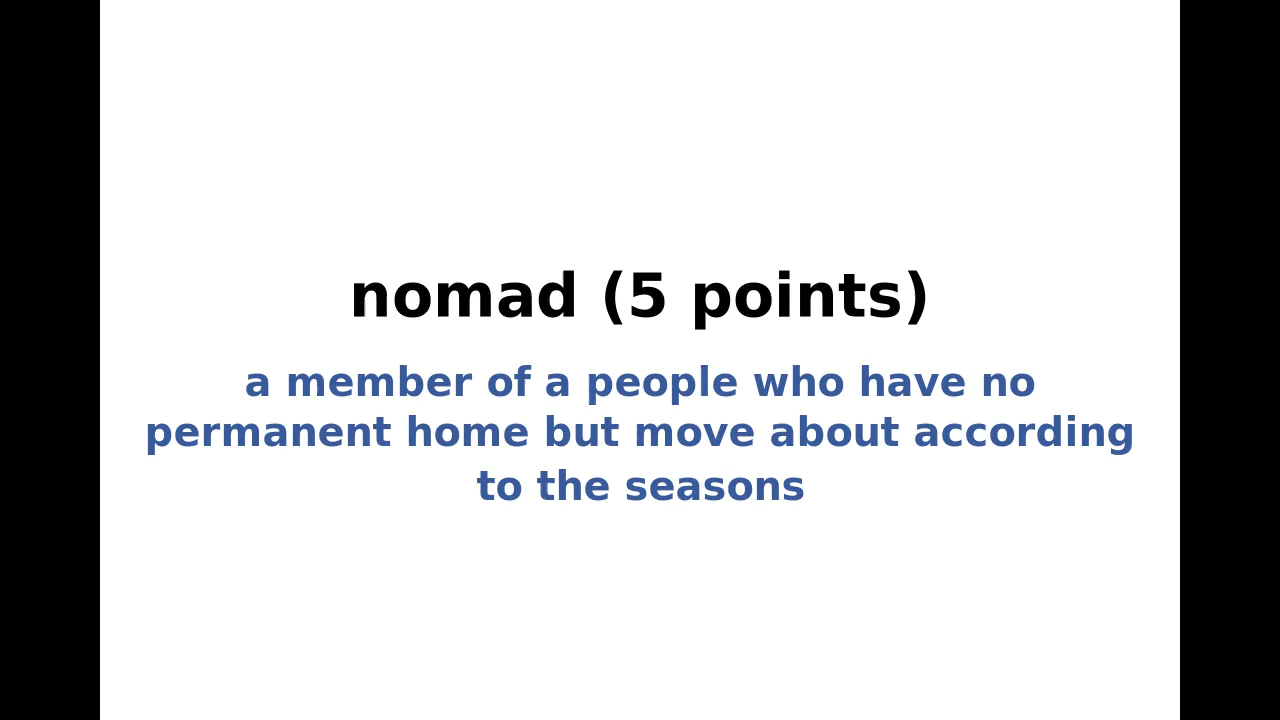 nomad (5 points)
a member of a people who have no
permanent home but move about according
to the seasons